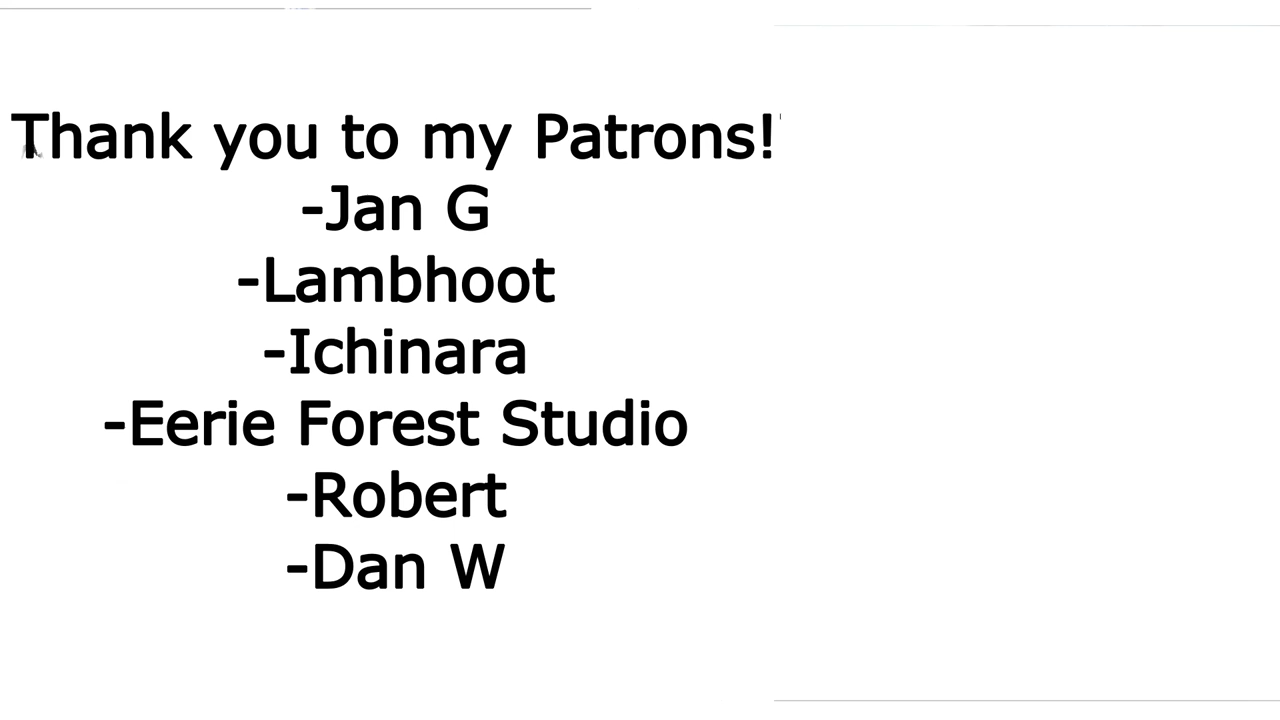 Thank you to my Patrons!
-Jan G
-Lambhoot
-Ichinara
-Eerie Forest Studio
-Robert
-Dan W